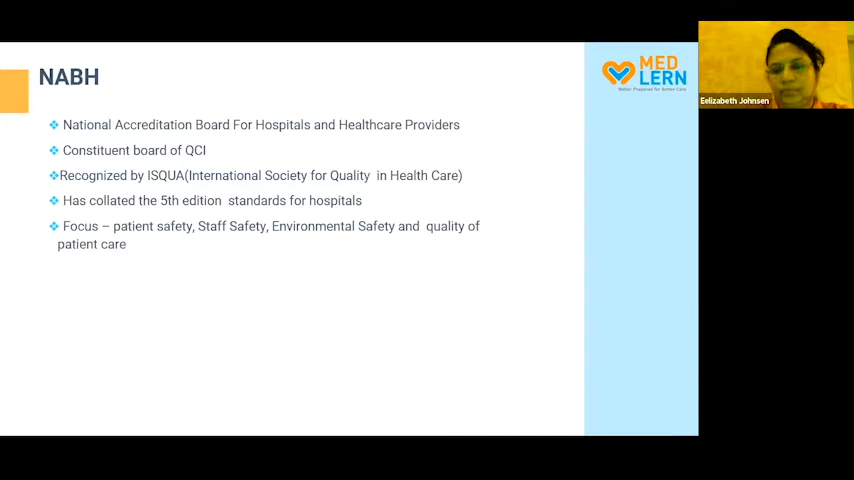 NABH
National Accreditation Board For Hospitals and Healthcare Providers
Constituent board of QCI
Recognized by ISQUA(International Society for Quality in Health Care)
Has collated the 5th edition standards for hospitals
Focus – patient safety, Staff Safety, Environmental Safety and quality of
patient care
MED
LERN
Better Prepared for Better Care
Eelizabeth Johnsen